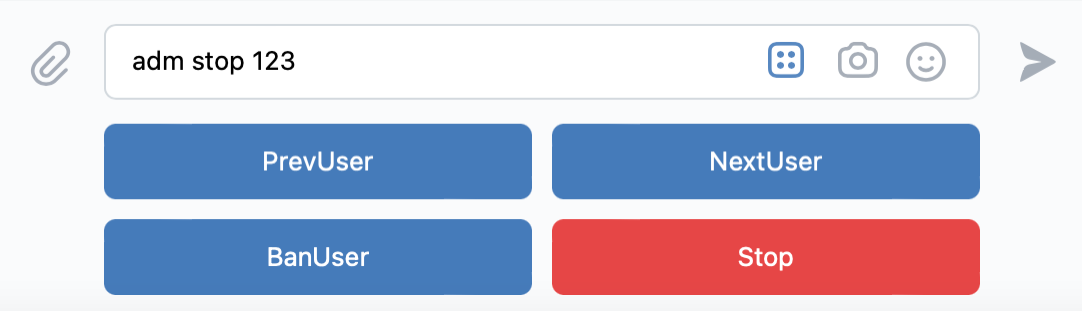 adm stop 123
PrevUser
NextUser
BanUser
Stop